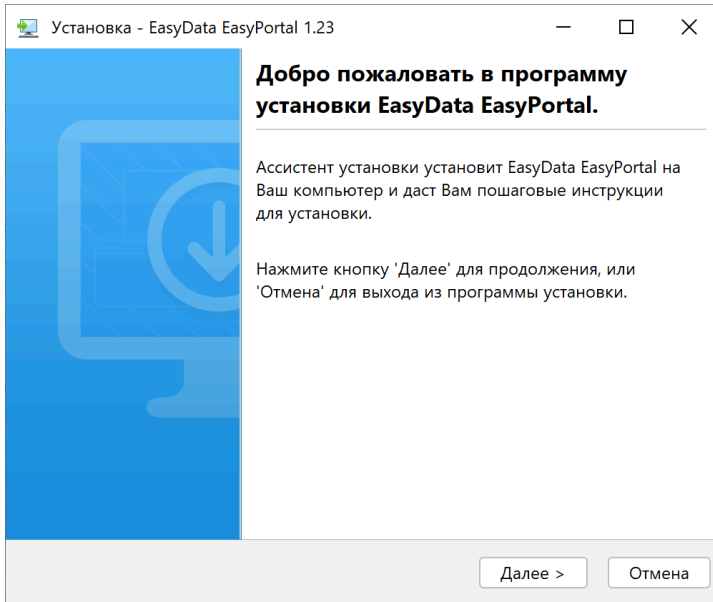 Установка - EasyData EasyPortal 1.23
Добро пожаловать в программу
установки EasyData EasyPortal.
Ассистент установки установит EasyData EasyPortal на
Ваш компьютер и даст Вам пошаговые инструкции
для установки.
Нажмите кнопку 'Далее' для продолжения, или
'Отмена' для выхода из программы установки.
Далее >
Отмена